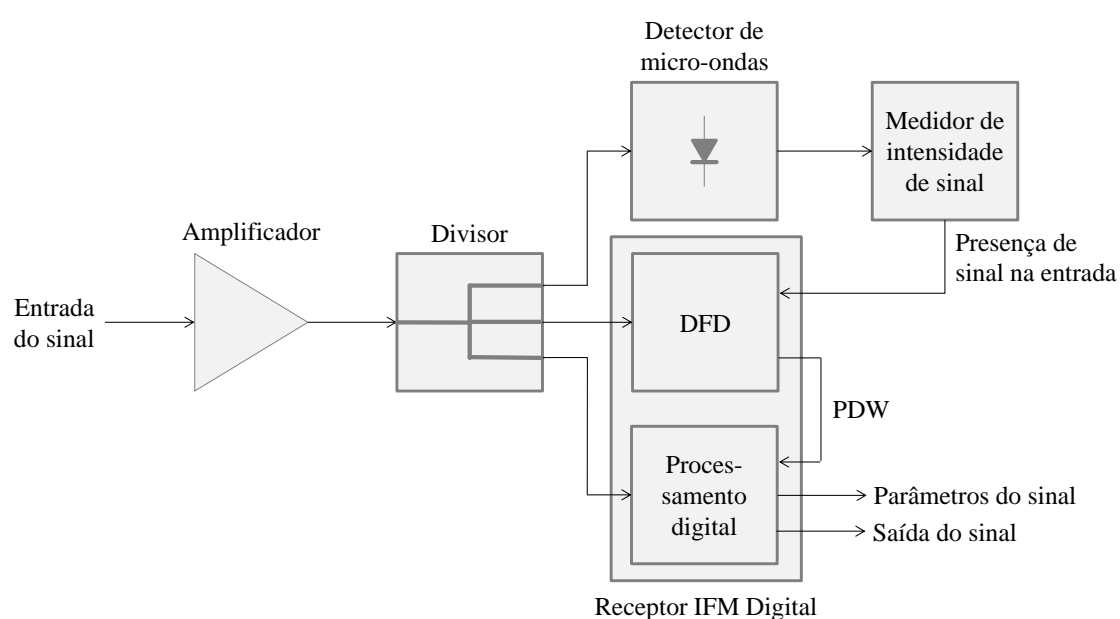 Detector de
micro-ondas
Medidor de
intensidade
de sinal
Amplificador
Divisor
Presença de
sinal na entrada
Entrada
do sinal
DFD
PDW
Proces-
samento
digital
Parâmetros do sinal
Saída do sinal
Receptor IFM Digital